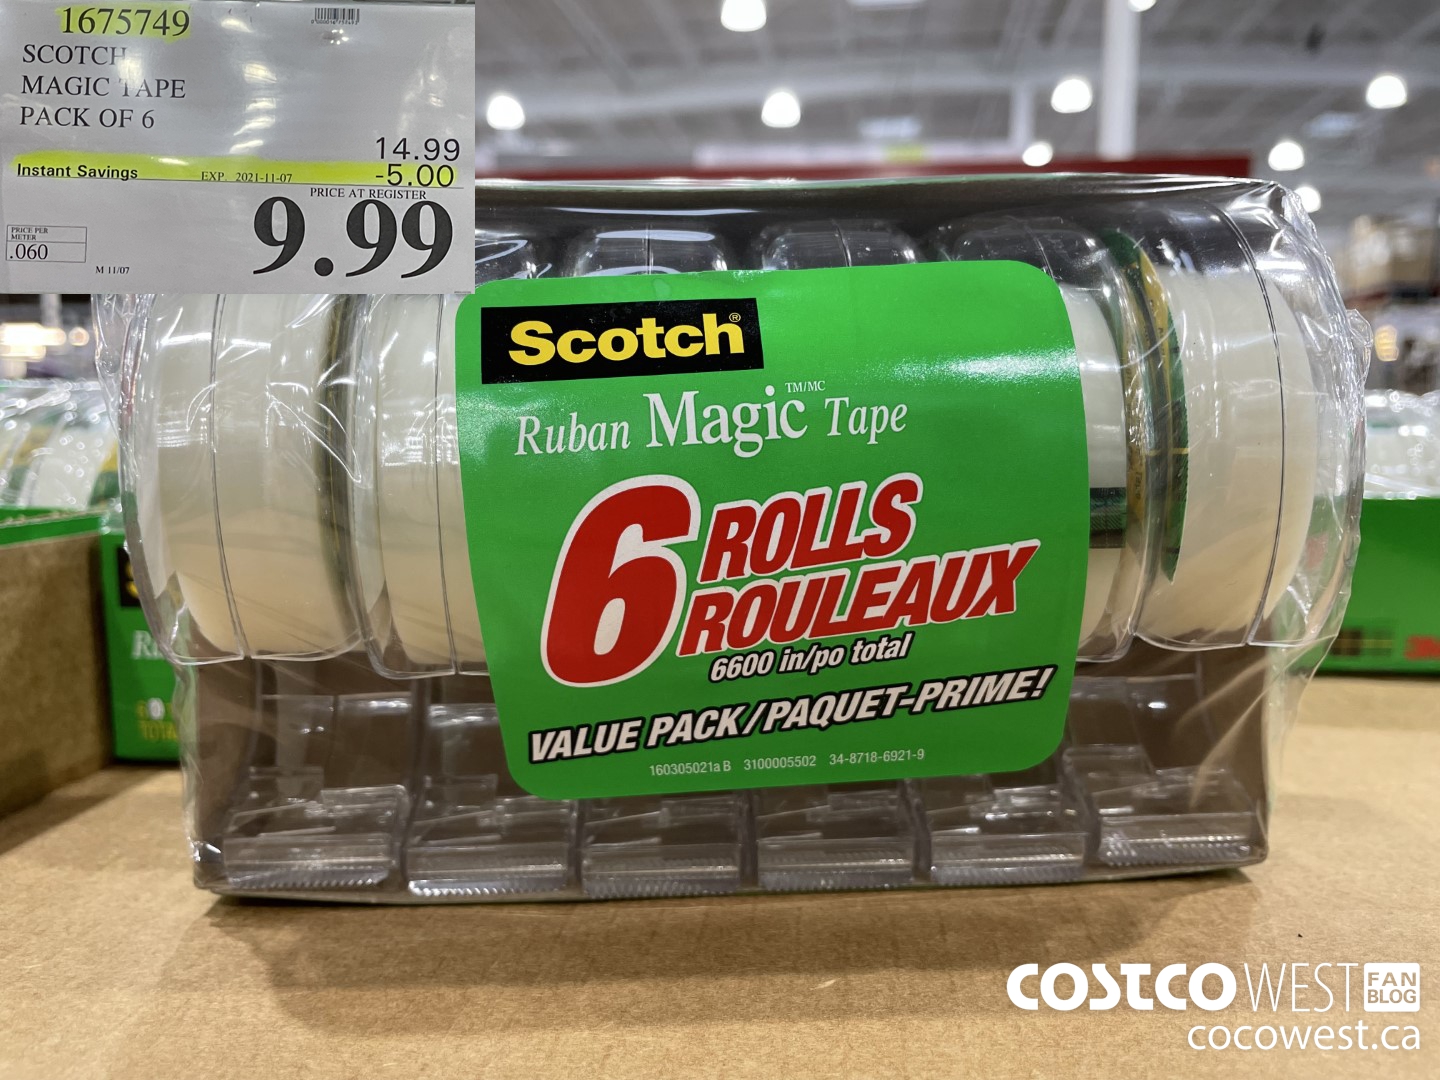 1675749
SCOTCH
MAGIC TAPE
PACK OF 6
14.99
Instant Savings EXP. 2021-11-07 -5.00
PRICE AT REGISTER
9.99
PRICE PER
METER
.060
M 11/07
Scotch®
Ruban Magic™/MC Tape
6 ROLLS
ROULEAUX
6600 in/po total
VALUE PACK/PAQUET-PRIME!
160305021a B 3100005502 34-8718-6921-9
COSTCO WEST FAN
BLOG
cocowest.ca